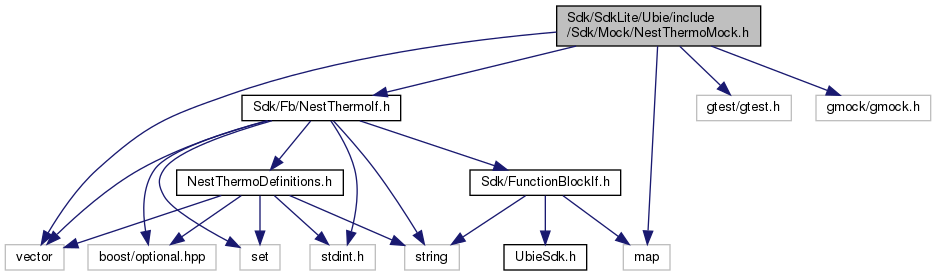 Sdk/SdkLite/Ubie/include
/Sdk/Mock/NestThermoMock.h
Sdk/Fb/NestThermoIf.h
gtest/gtest.h
gmock/gmock.h
NestThermoDefinitions.h
Sdk/FunctionBlockIf.h
vector
boost/optional.hpp
set
stdint.h
string
UbieSdk.h
map